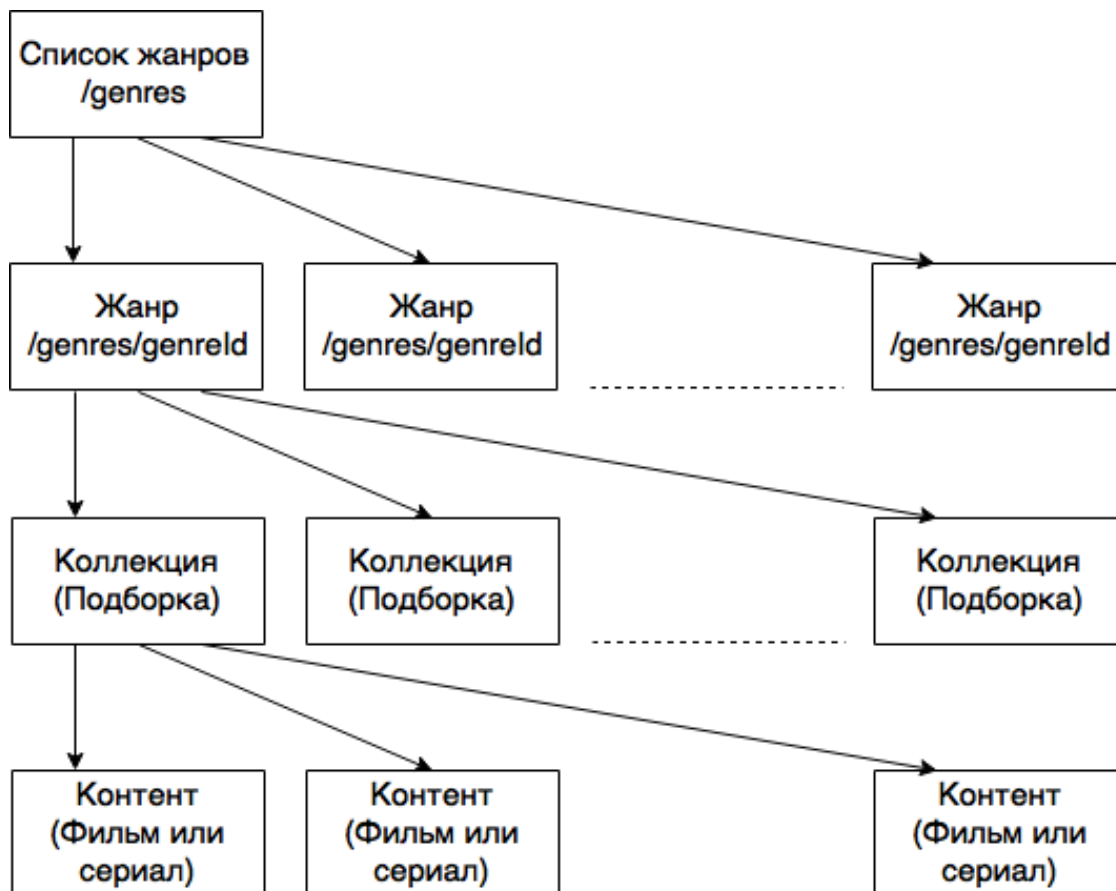 Список жанров
/genres
Жанр
/genres/genreId
Жанр
/genres/genreId
Жанр
/genres/genreId
Коллекция
(Подборка)
Коллекция
(Подборка)
Коллекция
(Подборка)
Контент
(Фильм или
сериал)
Контент
(Фильм или
сериал)
Контент
(Фильм или
сериал)